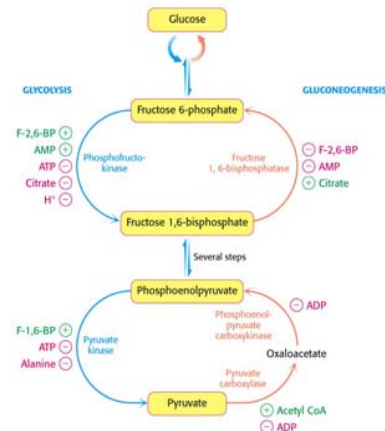 Glucose
GLYCOLYSIS
GLUCONEOGENESIS
Fructose 6-phosphate
F-2,6-BP +
AMP +
ATP −
Citrate −
H+ −
Phosphofructo-
kinase
Fructose
1, 6-bisphosphatase
− F-2,6-BP
− AMP
+ Citrate
Fructose 1,6-bisphosphate
Several steps
Phosphoenolpyruvate
− ADP
F-1,6-BP +
ATP −
Alanine −
Pyruvate
kinase
Phosphoenol-
pyruvate
carboxykinase
Oxaloacetate
Pyruvate
carboxylase
Pyruvate
+ Acetyl CoA
− ADP